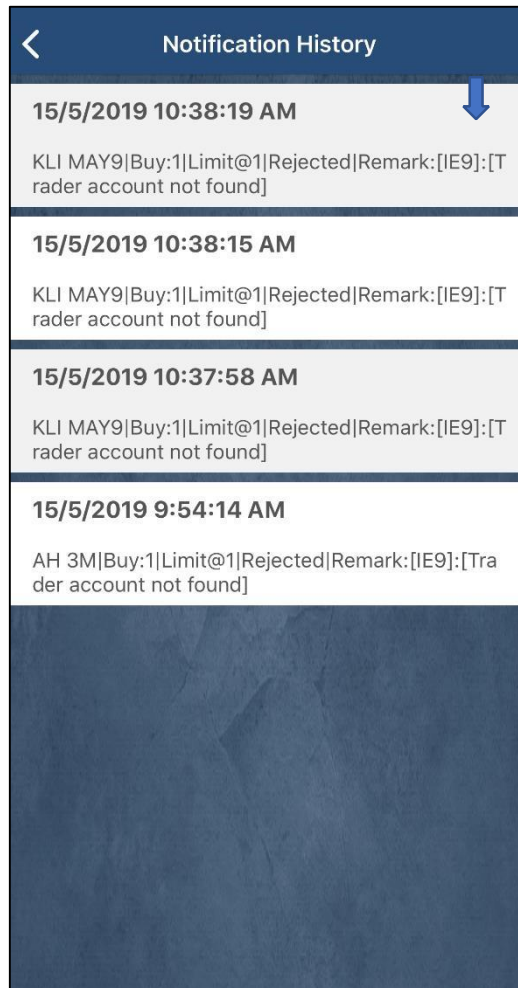 Notification History
15/5/2019 10:38:19 AM
KLI MAY9|Buy:1|Limit@1|Rejected|Remark:[IE9]:[T
rader account not found]
15/5/2019 10:38:15 AM
KLI MAY9|Buy:1|Limit@1|Rejected|Remark:[IE9]:[T
rader account not found]
15/5/2019 10:37:58 AM
KLI MAY9|Buy:1|Limit@1|Rejected|Remark:[IE9]:[T
rader account not found]
15/5/2019 9:54:14 AM
AH 3M|Buy:1|Limit@1|Rejected|Remark:[IE9]:[Tra
der account not found]